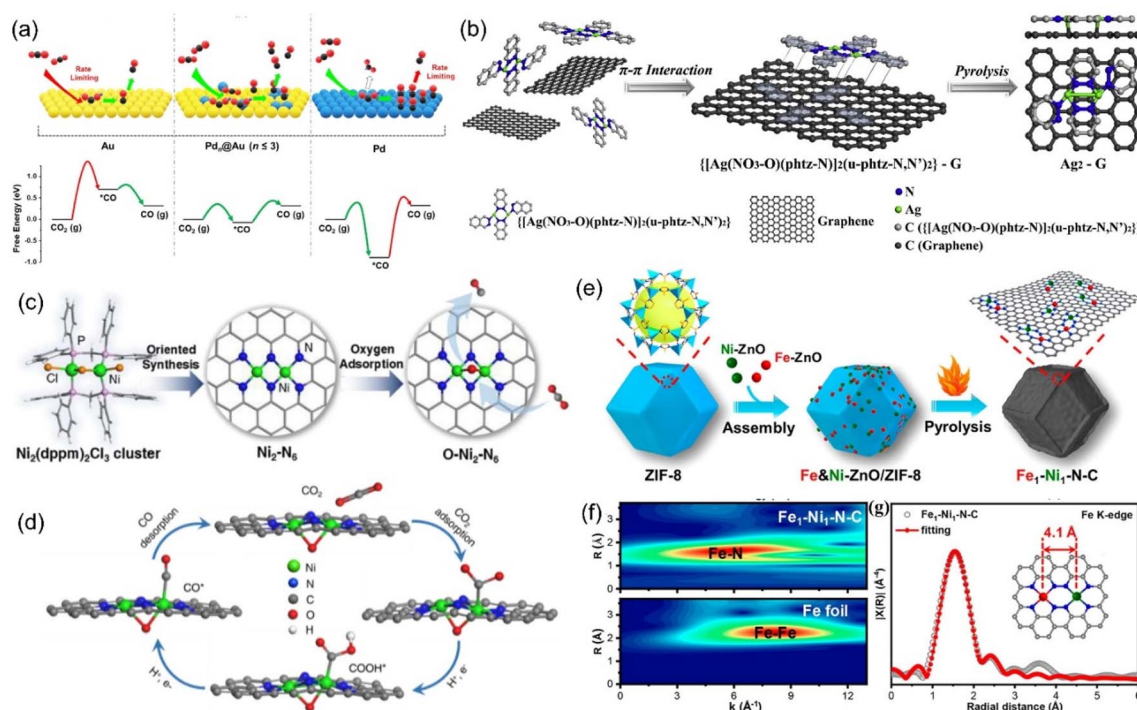 (a)
Rate
Limiting
Rate
Limiting
Au
Pdn@Au (n ≤ 3)
Pd
Free Energy (eV)
1.0
0.5
0.0
-0.5
-1.0
CO₂ (g)
*CO
CO (g)
CO₂ (g)
*CO
CO (g)
CO₂ (g)
*CO
CO (g)
(b)
π-π Interaction
Pyrolysis
{[Ag(NO₃-O)(phtz-N)]₂(u-phtz-N,N')₂} - G
Ag₂ - G
{[Ag(NO₃-O)(phtz-N)]₂(u-phtz-N,N')₂}
Graphene
N
Ag
C ({[Ag(NO₃-O)(phtz-N)]₂(u-phtz-N,N')₂}
C (Graphene)
(c)
P
Cl
Ni
Oriented
Synthesis
N
Ni
Oxygen
Adsorption
Ni₂(dppm)₂Cl₃ cluster
Ni₂-N₆
O-Ni₂-N₆
(d)
CO₂
CO
desorption
CO₂
adsorption
CO*
Ni
N
C
O
H
COOH*
H⁺, e-
H⁺, e-
(e)
Ni-ZnO
Fe-ZnO
Assembly
Pyrolysis
ZIF-8
Fe&Ni-ZnO/ZIF-8
Fe₁-Ni₁-N-C
(f)
R (Å)
3
2
1
0
Fe₁-Ni₁-N-C
Fe-N
R (Å)
3
2
1
0
Fe foil
Fe-Fe
0 3 6 9 12
k (Å⁻¹)
(g)
Fe₁-Ni₁-N-C
fitting
Fe K-edge
4.1 Å
|X(R)| (Å⁻⁴)
0 1 2 3 4 5 6
Radial distance (Å)